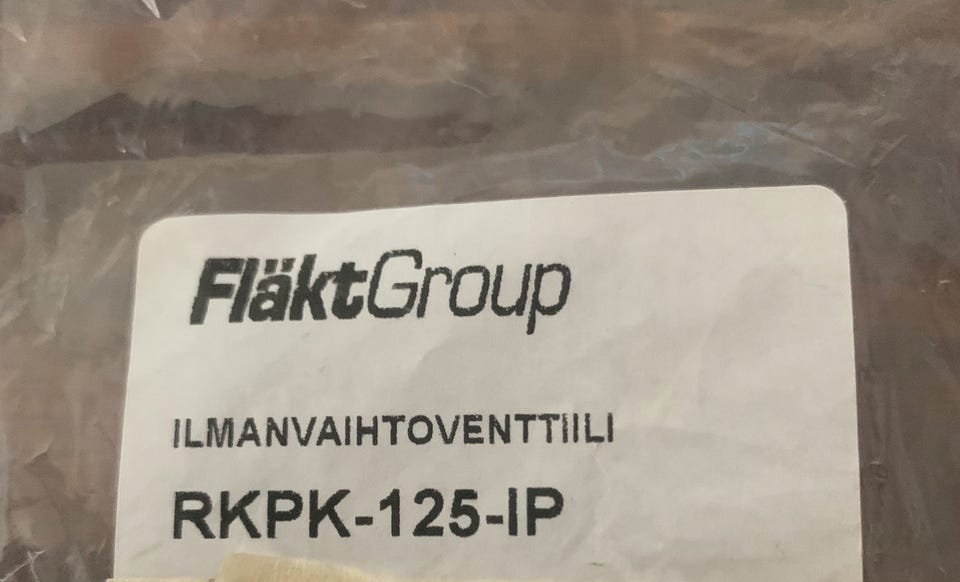 FläktGroup
ILMANVAIHTOVENTTIILI
RKPK-125-IP